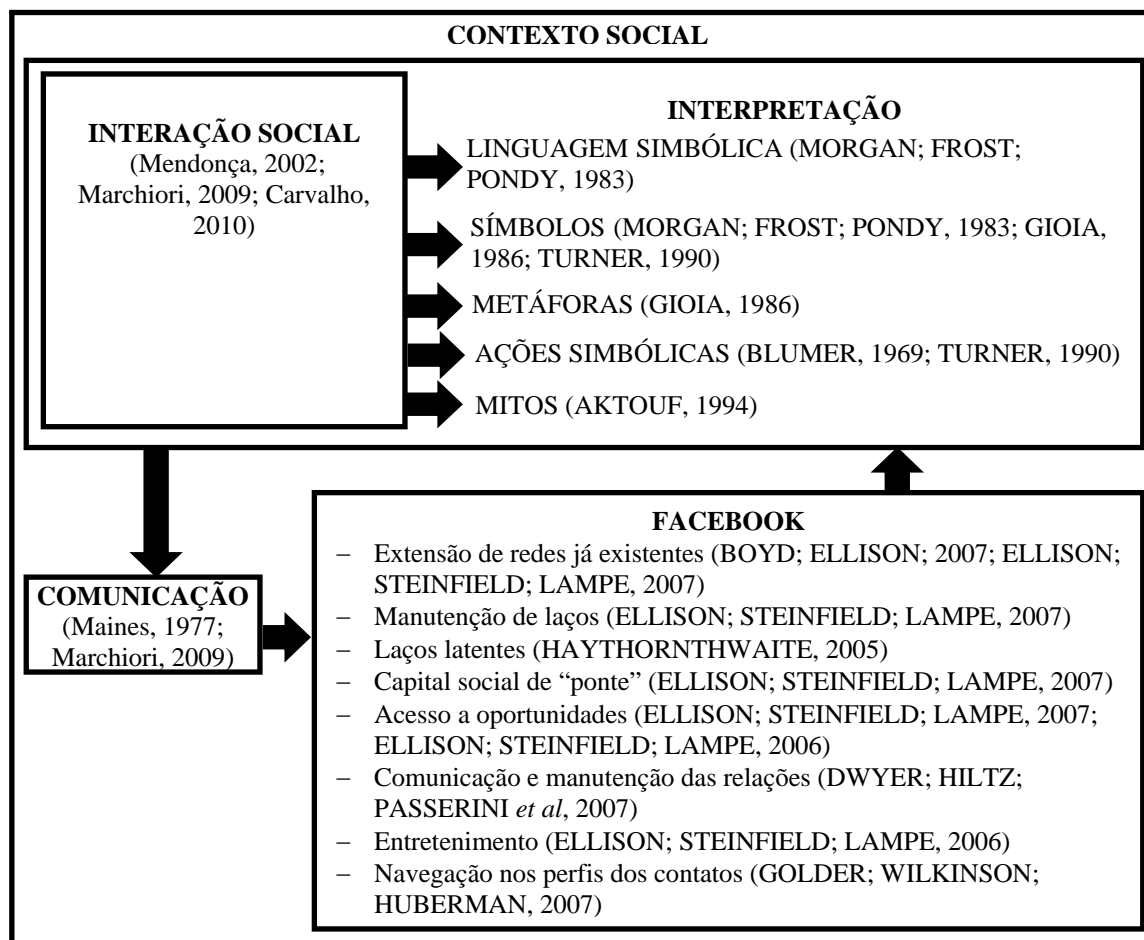 CONTEXTO SOCIAL
INTERAÇÃO SOCIAL
(Mendonça, 2002;
Marchiori, 2009; Carvalho,
2010)
INTERPRETAÇÃO
LINGUAGEM SIMBÓLICA (MORGAN; FROST;
PONDY, 1983)
SÍMBOLOS (MORGAN; FROST; PONDY, 1983; GIOIA,
1986; TURNER, 1990)
METÁFORAS (GIOIA, 1986)
AÇÕES SIMBÓLICAS (BLUMER, 1969; TURNER, 1990)
MITOS (AKTOUF, 1994)
COMUNICAÇÃO
(Maines, 1977;
Marchiori, 2009)
FACEBOOK
– Extensão de redes já existentes (BOYD; ELLISON; 2007; ELLISON;
STEINFIELD; LAMPE, 2007)
– Manutenção de laços (ELLISON; STEINFIELD; LAMPE, 2007)
– Laços latentes (HAYTHORNTHWAITE, 2005)
– Capital social de “ponte” (ELLISON; STEINFIELD; LAMPE, 2007)
– Acesso a oportunidades (ELLISON; STEINFIELD; LAMPE, 2007;
ELLISON; STEINFIELD; LAMPE, 2006)
– Comunicação e manutenção das relações (DWYER; HILTZ;
PASSERINI et al, 2007)
– Entretenimento (ELLISON; STEINFIELD; LAMPE, 2006)
– Navegação nos perfis dos contatos (GOLDER; WILKINSON;
HUBERMAN, 2007)